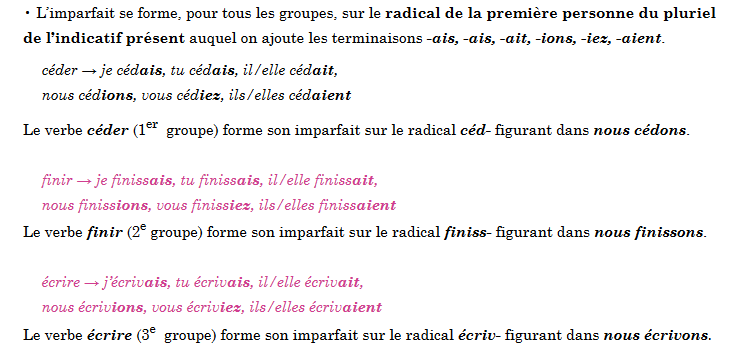 • L'imparfait se forme, pour tous les groupes, sur le radical de la première personne du pluriel
de l'indicatif présent auquel on ajoute les terminaisons -ais, -ais, -ait, -ions, -iez, -aient.
céder → je cédais, tu cédais, il/elle cédait,
nous cédions, vous cédiez, ils/elles cédaient
Le verbe céder (1er groupe) forme son imparfait sur le radical céd- figurant dans nous cédons.
finir → je finissais, tu finissais, il/elle finissait,
nous finissions, vous finissiez, ils/elles finissaient
Le verbe finir (2e groupe) forme son imparfait sur le radical finiss- figurant dans nous finissons.
écrire → j'écrivais, tu écrivais, il/elle écrivait,
nous écrivions, vous écriviez, ils/elles écrivaient
Le verbe écrire (3e groupe) forme son imparfait sur le radical écriv- figurant dans nous écrivons.